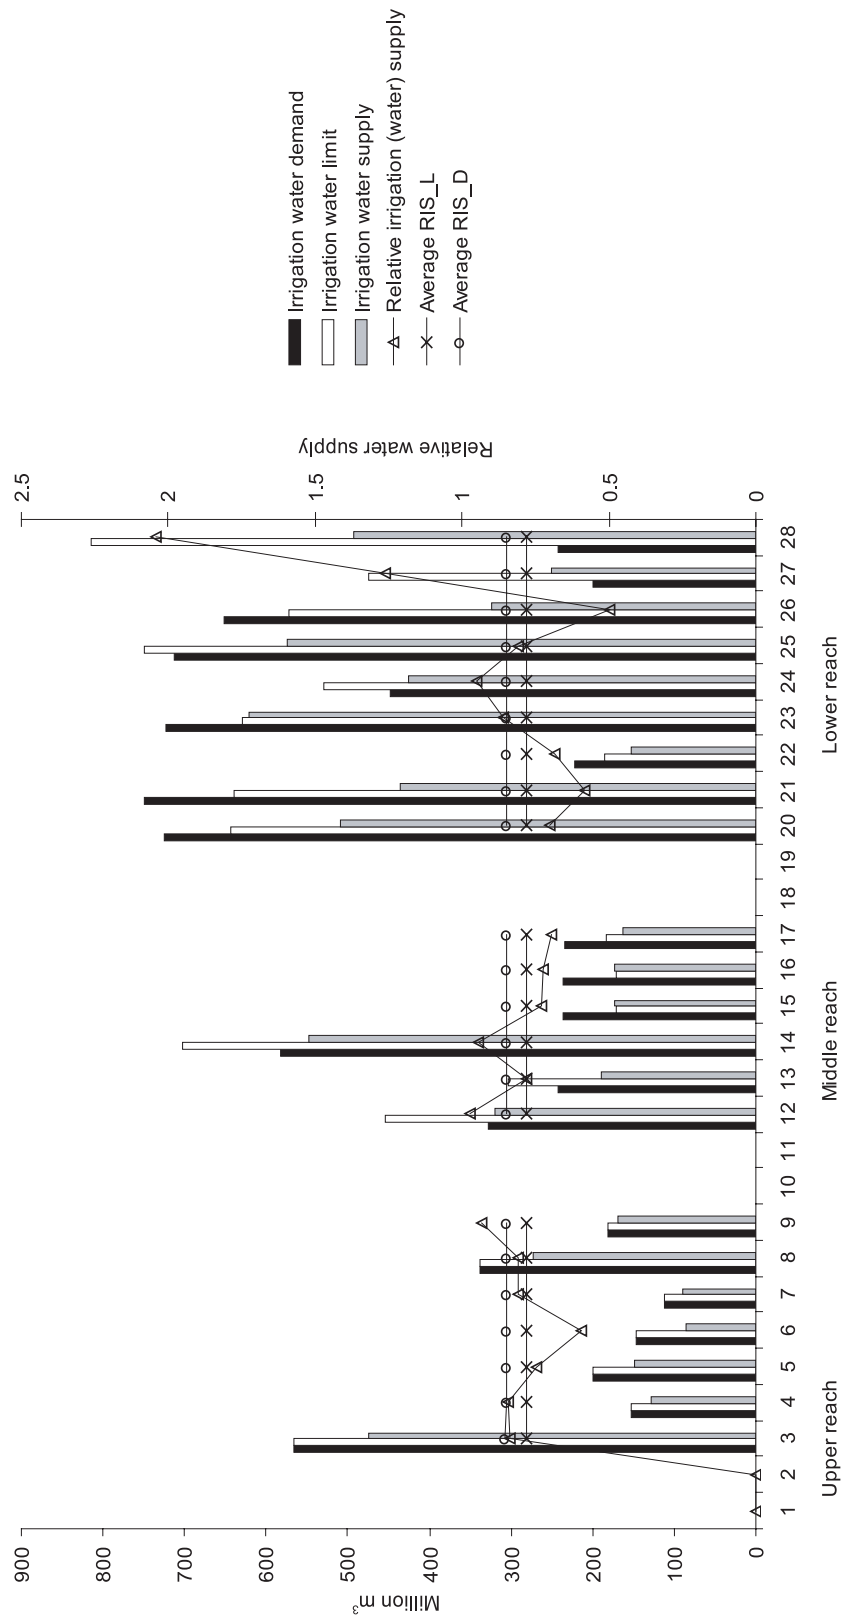 Irrigation water demand
Irrigation water limit
Irrigation water supply
Relative irrigation (water) supply
Average RIS_L
Average RIS_D
Million m³
900
800
700
600
500
400
300
200
100
0
Relative water supply
2.5
2
1.5
1
0.5
0
1 2 3 4 5 6 7 8 9 10 11 12 13 14 15 16 17 18 19 20 21 22 23 24 25 26 27 28
Upper reach Middle reach Lower reach